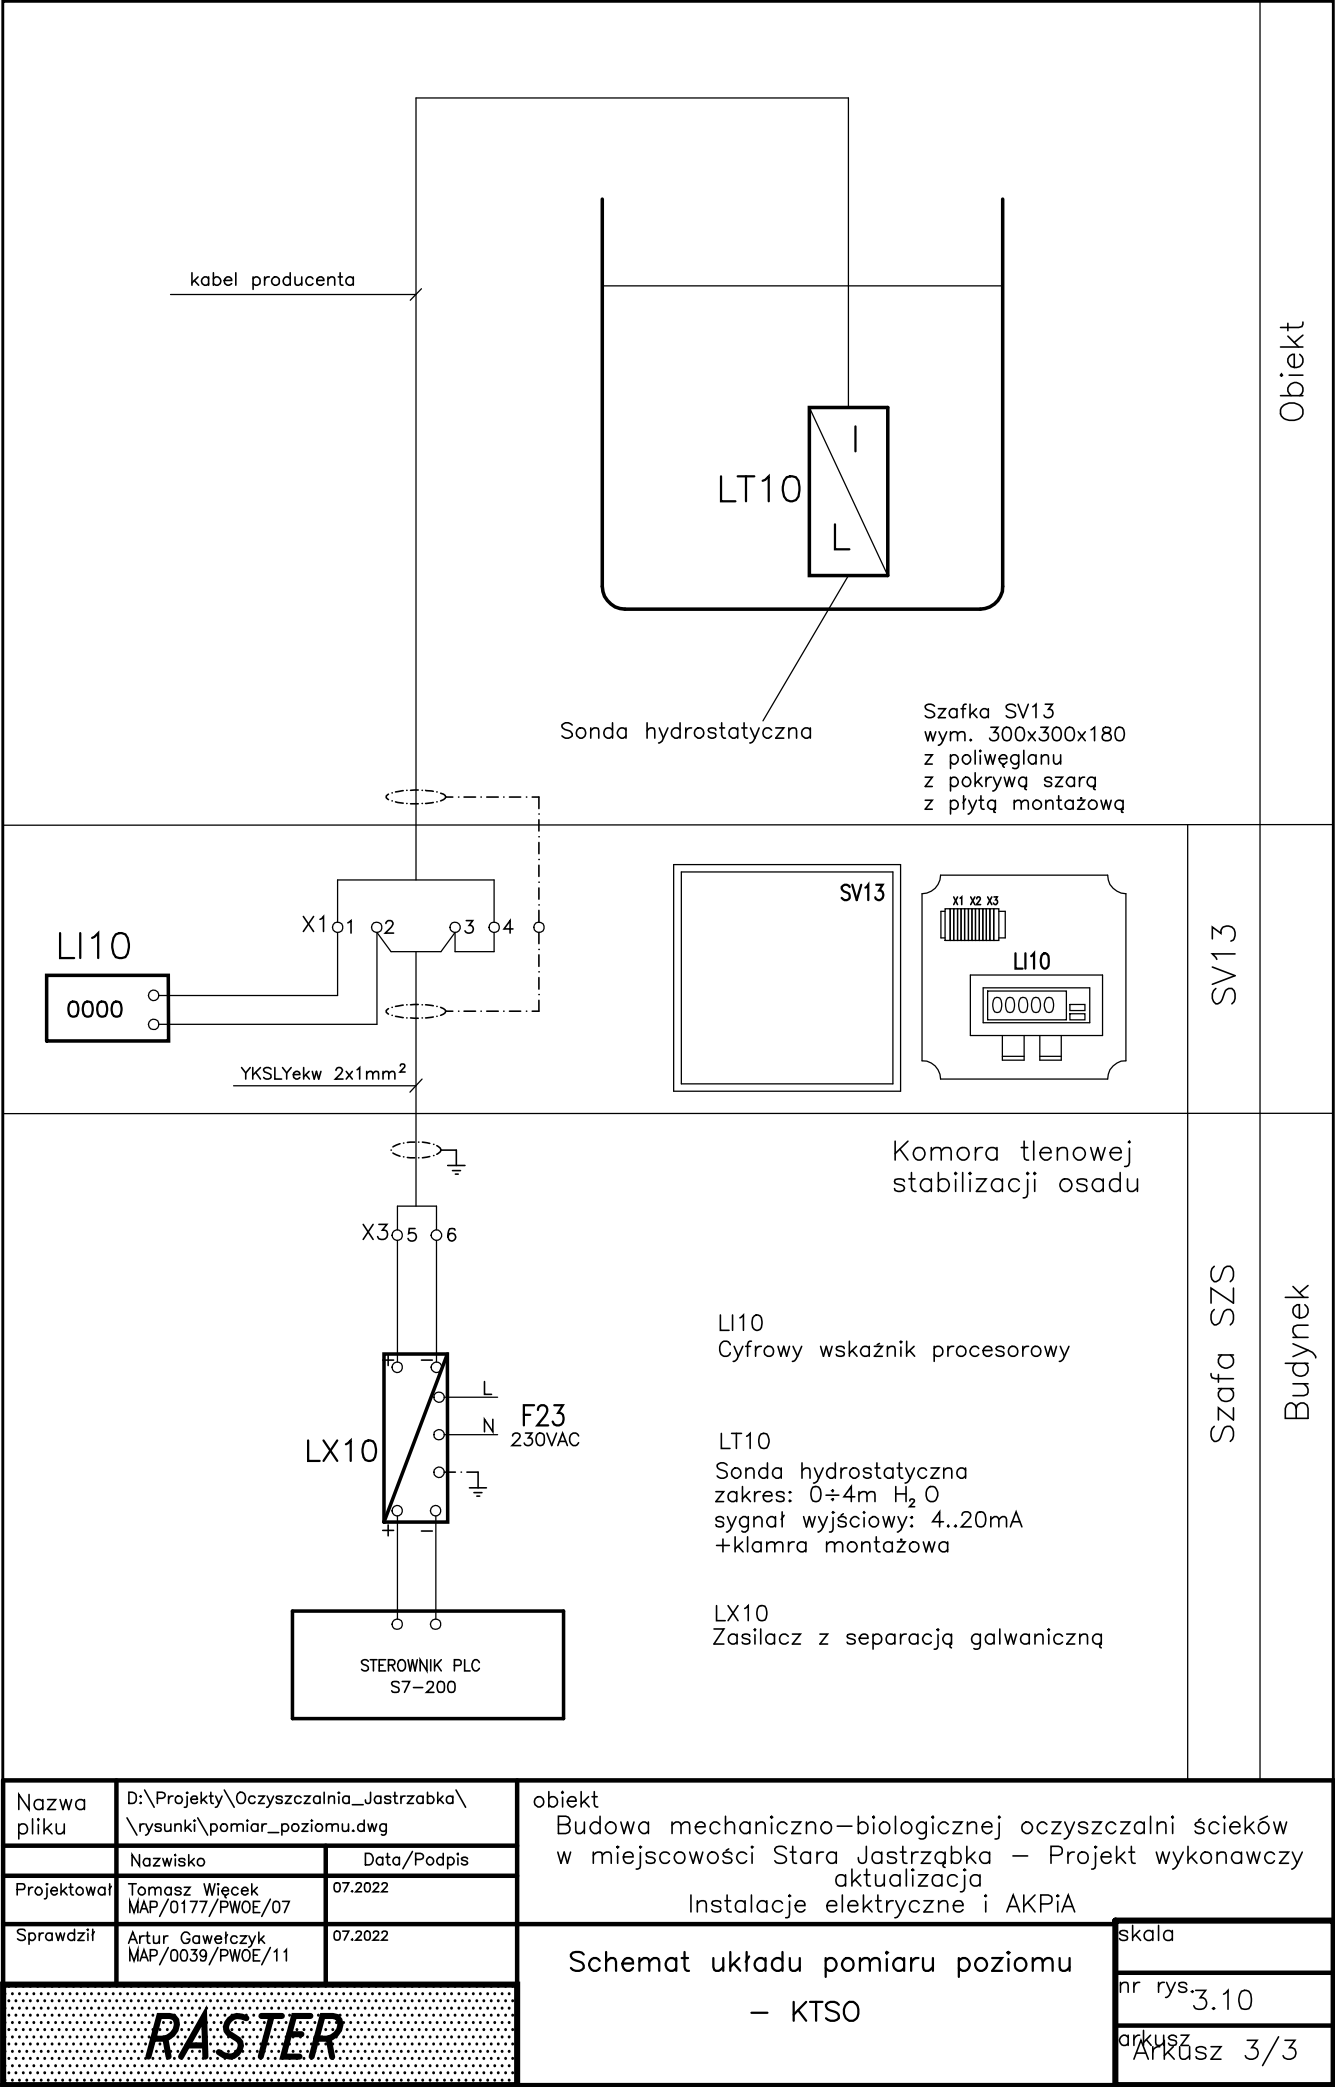 kabel producenta
Obiekt
I
LT10
L
Sonda hydrostatyczna
Szafka SV13
wym. 300x300x180
z poliwęglanu
z pokrywą szarą
z płytą montażową
X1 1 2 3 4
LI10
0000
YKSLYekw 2x1mm²
SV13
X1 X2 X3
LI10
00000
SV13
Komora tlenowej
stabilizacji osadu
X3 5 6
+ −
L
N
F23
230VAC
LX10
+ −
STEROWNIK PLC
S7-200
LI10
Cyfrowy wskaźnik procesorowy
LT10
Sonda hydrostatyczna
zakres: 0÷4m H₂O
sygnał wyjściowy: 4..20mA
+klamra montażowa
LX10
Zasilacz z separacją galwaniczną
Szafa SZS
Budynek
Nazwa
pliku
D:\Projekty\Oczyszczalnia_Jastrzabka\
\rysunki\pomiar_poziomu.dwg
Nazwisko
Data/Podpis
Projektował
Tomasz Więcek
MAP/0177/PWOE/07
07.2022
Sprawdził
Artur Gawełczyk
MAP/0039/PWOE/11
07.2022
RASTER
obiekt
Budowa mechaniczno-biologicznej oczyszczalni ścieków
w miejscowości Stara Jastrząbka - Projekt wykonawczy
aktualizacja
Instalacje elektryczne i AKPiA
Schemat układu pomiaru poziomu
- KTSO
skala
nr rys.
3.10
arkusz
Arkusz 3/3